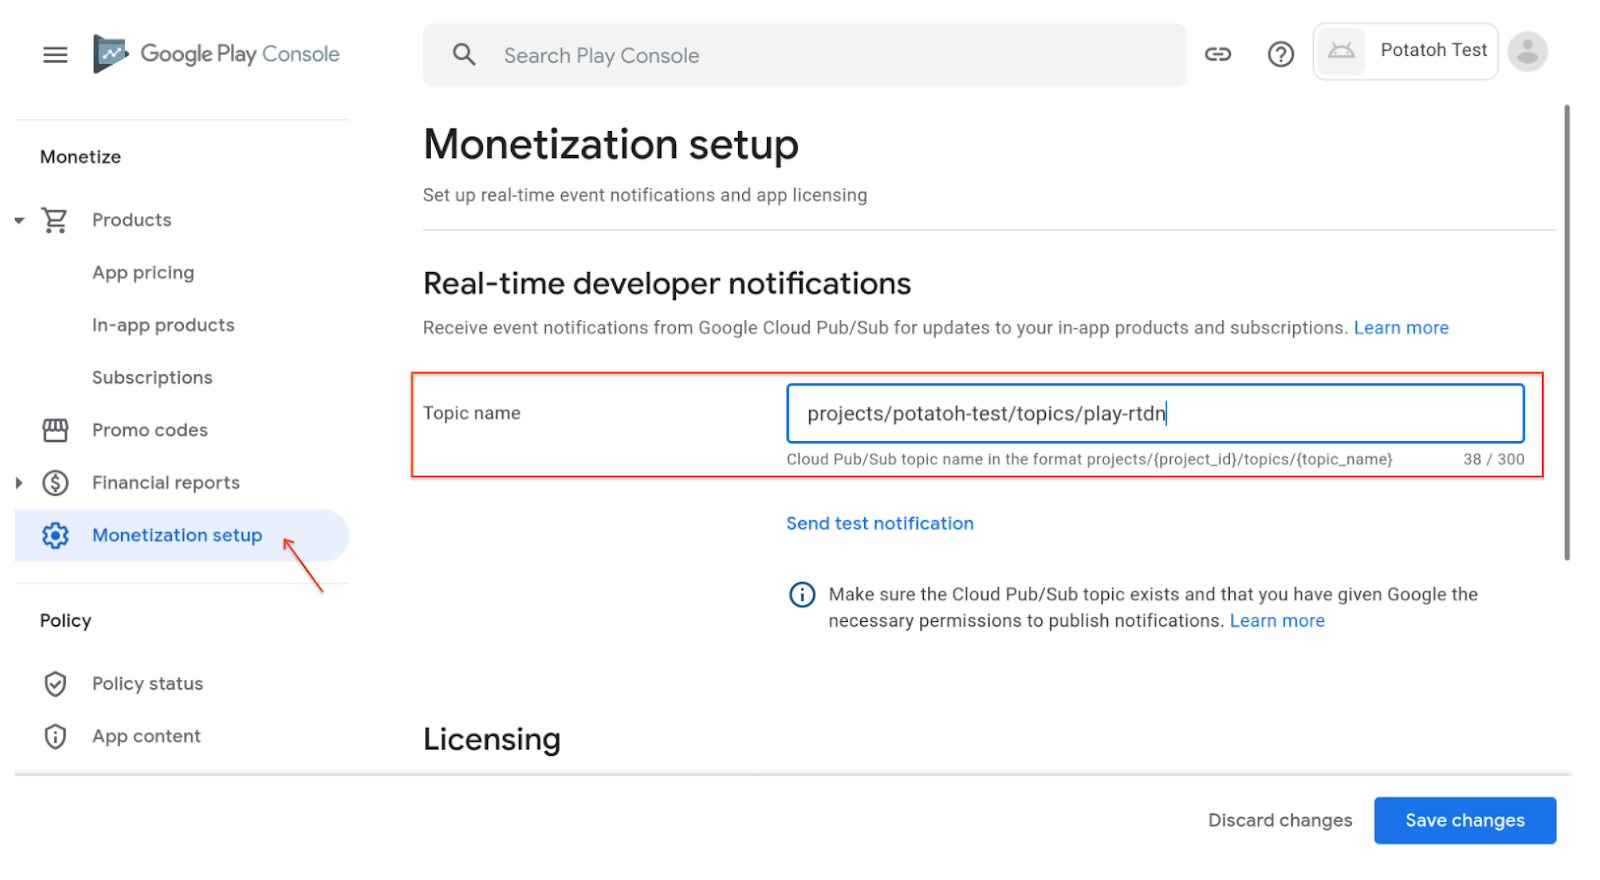 Google Play Console
Search Play Console
Potatoh Test
Monetize
Products
App pricing
In-app products
Subscriptions
Promo codes
Financial reports
Monetization setup
Policy
Policy status
App content
Monetization setup
Set up real-time event notifications and app licensing
Real-time developer notifications
Receive event notifications from Google Cloud Pub/Sub for updates to your in-app products and subscriptions. Learn more
Topic name
projects/potatoh-test/topics/play-rtdn
Cloud Pub/Sub topic name in the format projects/{project_id}/topics/{topic_name}
38 / 300
Send test notification
Make sure the Cloud Pub/Sub topic exists and that you have given Google the
necessary permissions to publish notifications. Learn more
Licensing
Discard changes
Save changes